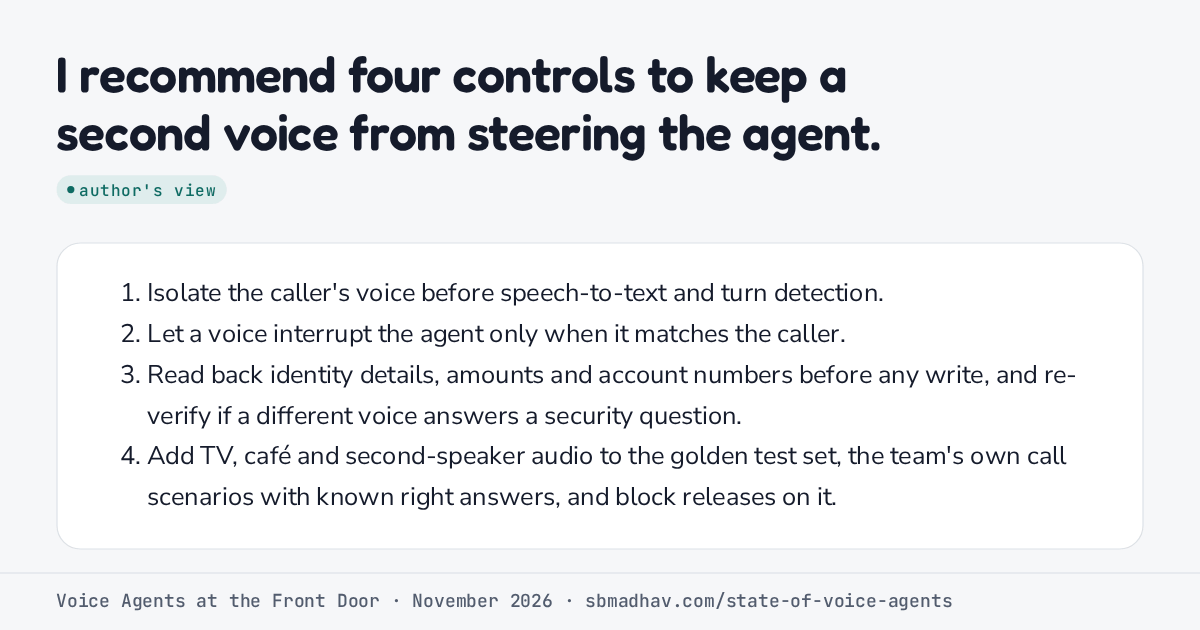 I recommend four controls to keep a
second voice from steering the agent.
author's view
1. Isolate the caller's voice before speech-to-text and turn detection.
2. Let a voice interrupt the agent only when it matches the caller.
3. Read back identity details, amounts and account numbers before any write, and re-
verify if a different voice answers a security question.
4. Add TV, café and second-speaker audio to the golden test set, the team's own call
scenarios with known right answers, and block releases on it.
Voice Agents at the Front Door · November 2026 · sbmadhav.com/state-of-voice-agents